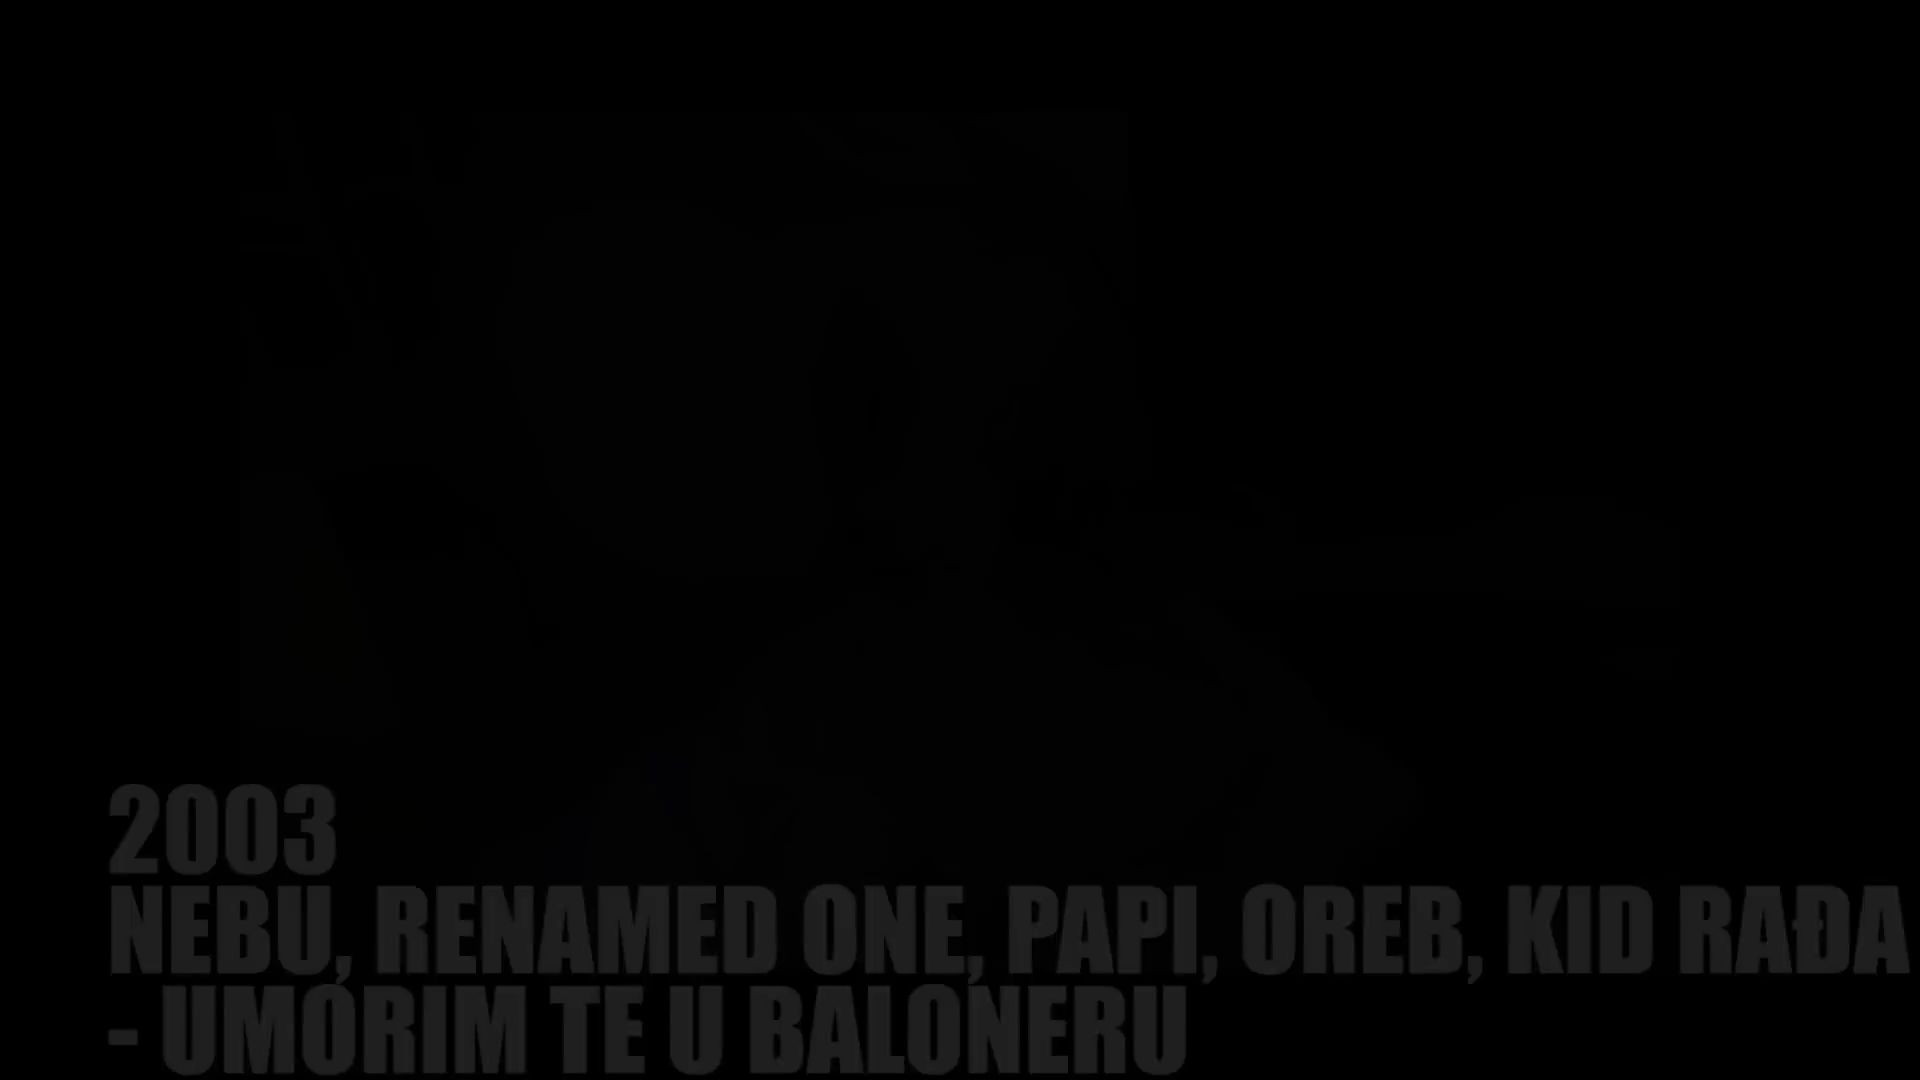 2003
NEBU, RENAMED ONE, PAPI, OREB, KID RAĐA
- UMORIM TE U BALONERU